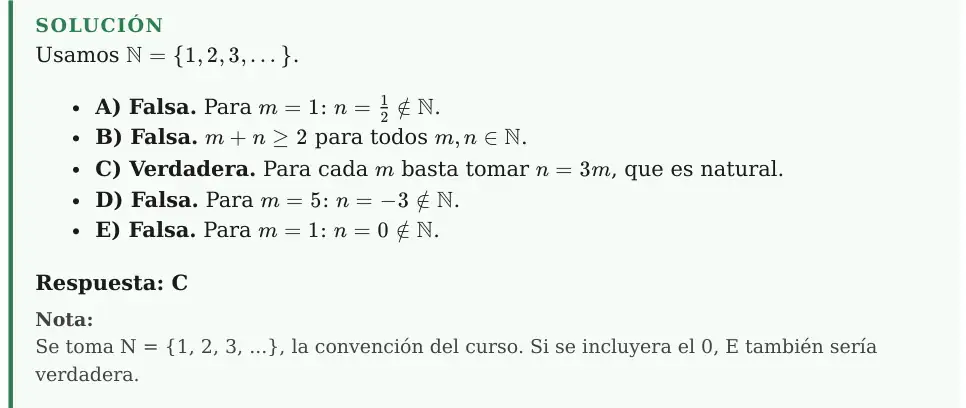 SOLUCIÓN
Usamos ℕ = {1, 2, 3, …}.
• A) Falsa. Para m = 1: n = 1/2 ∉ ℕ.
• B) Falsa. m + n ≥ 2 para todos m, n ∈ ℕ.
• C) Verdadera. Para cada m basta tomar n = 3m, que es natural.
• D) Falsa. Para m = 5: n = −3 ∉ ℕ.
• E) Falsa. Para m = 1: n = 0 ∉ ℕ.
Respuesta: C
Nota:
Se toma N = {1, 2, 3, ...}, la convención del curso. Si se incluyera el 0, E también sería
verdadera.